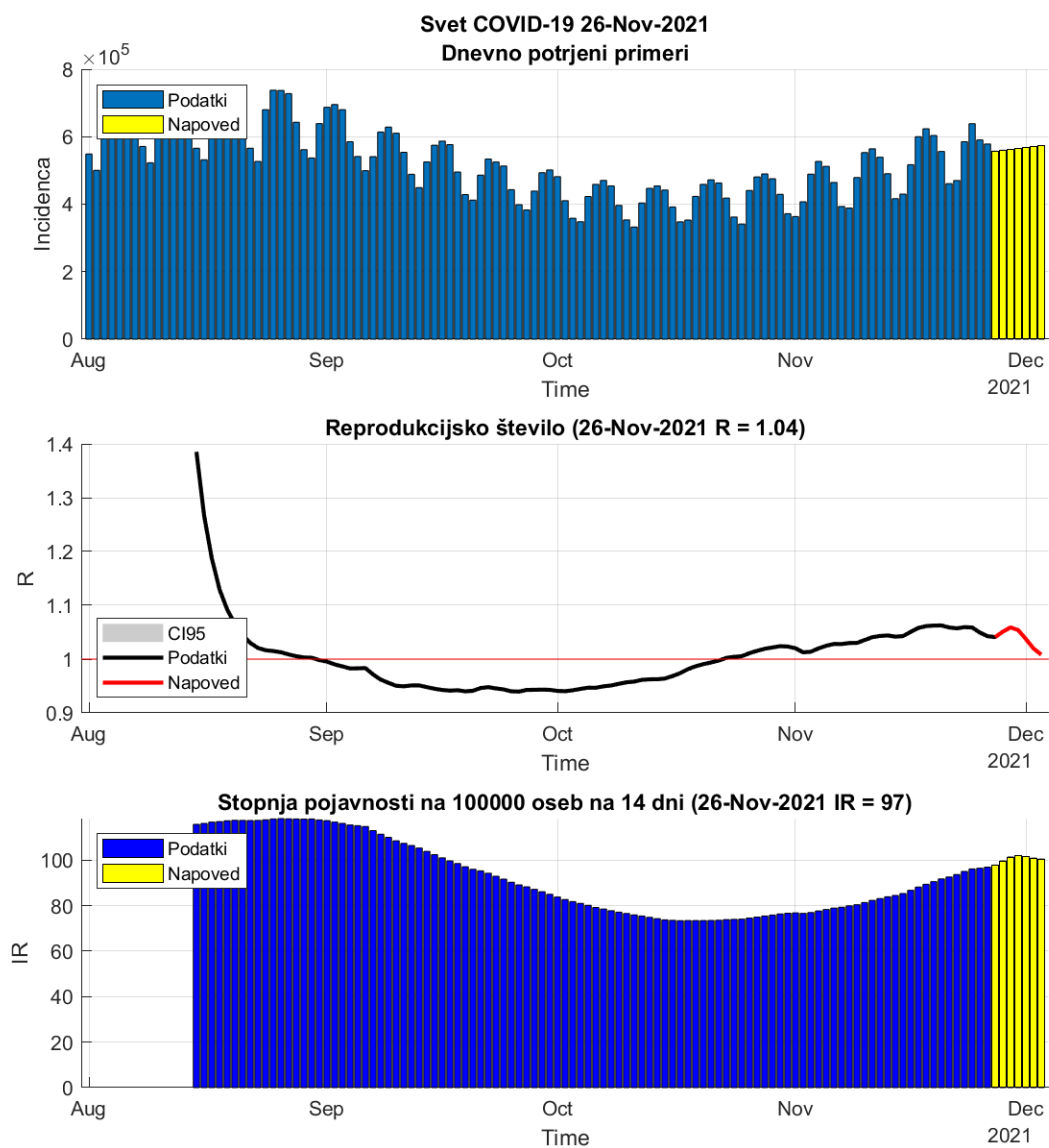 Svet COVID-19 26-Nov-2021
Dnevno potrjeni primeri
×10⁵
8
6
4
2
0
Incidenca
Podatki
Napoved
Aug Sep Oct Nov Dec
Time
2021
Reprodukcijsko število (26-Nov-2021 R = 1.04)
1.4
1.3
1.2
1.1
1
0.9
R
CI95
Podatki
Napoved
Aug Sep Oct Nov Dec
Time
2021
Stopnja pojavnosti na 100000 oseb na 14 dni (26-Nov-2021 IR = 97)
100
80
60
40
20
0
IR
Podatki
Napoved
Aug Sep Oct Nov Dec
Time
2021